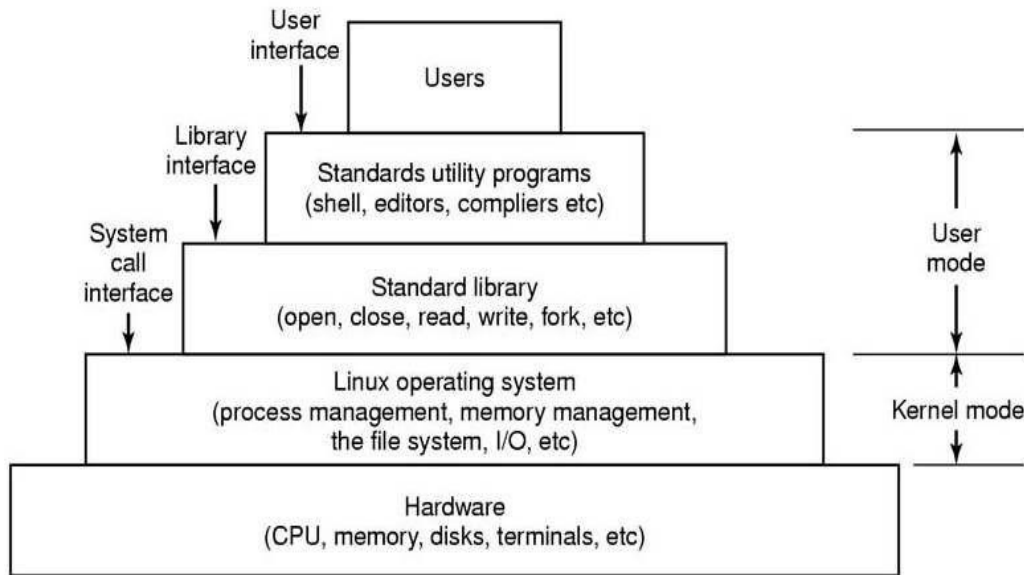 User
interface
Users
Library
interface
Standards utility programs
(shell, editors, compliers etc)
System
call
interface
User
mode
Standard library
(open, close, read, write, fork, etc)
Linux operating system
(process management, memory management,
the file system, I/O, etc)
Kernel mode
Hardware
(CPU, memory, disks, terminals, etc)